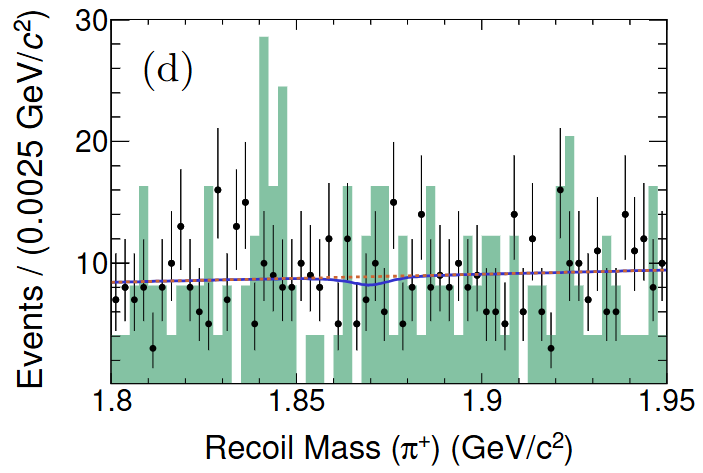 Events / (0.0025 GeV/c²)
30
20
10
(d)
1.8 1.85 1.9 1.95
Recoil Mass (π⁺) (GeV/c²)